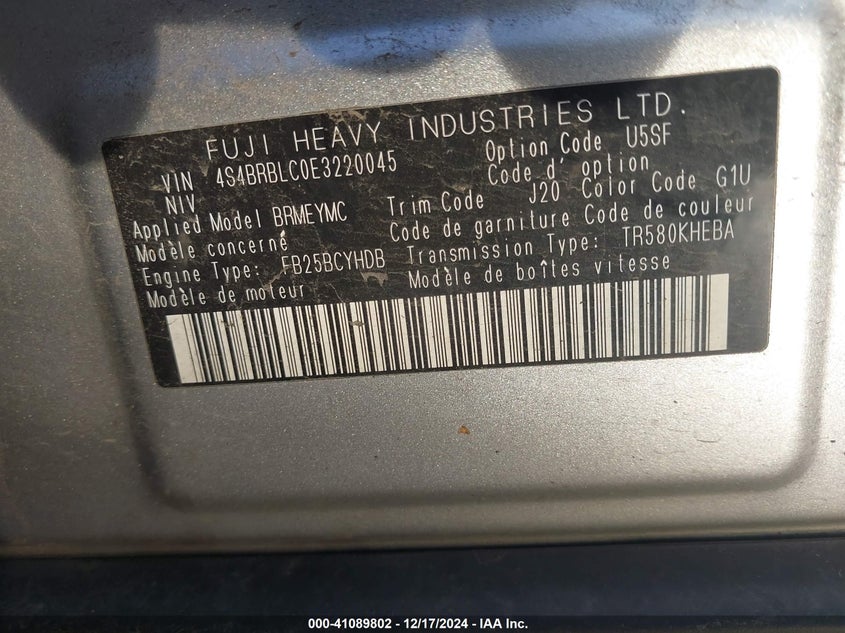 FUJI HEAVY INDUSTRIES LTD.
VIN 4S4BRBLC0E3220045 Option Code U5SF
NIV Code d' option
Applied Model BRMEYMC Trim Code J20 Color Code G1U
Modèle concerné Code de garniture Code de couleur
Engine Type: FB25BCYHDB Transmission Type: TR580KHEBA
Modèle de moteur Modèle de boîtes vitesse
000-41089802 - 12/17/2024 - IAA Inc.